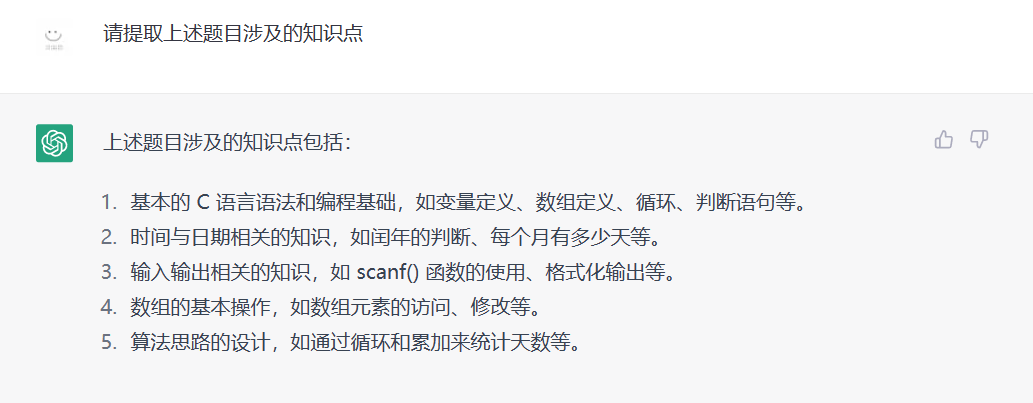 请提取上述题目涉及的知识点
上述题目涉及的知识点包括：
1. 基本的 C 语言语法和编程基础，如变量定义、数组定义、循环、判断语句等。
2. 时间与日期相关的知识，如闰年的判断、每个月有多少天等。
3. 输入输出相关的知识，如 scanf() 函数的使用、格式化输出等。
4. 数组的基本操作，如数组元素的访问、修改等。
5. 算法思路的设计，如通过循环和累加来统计天数等。